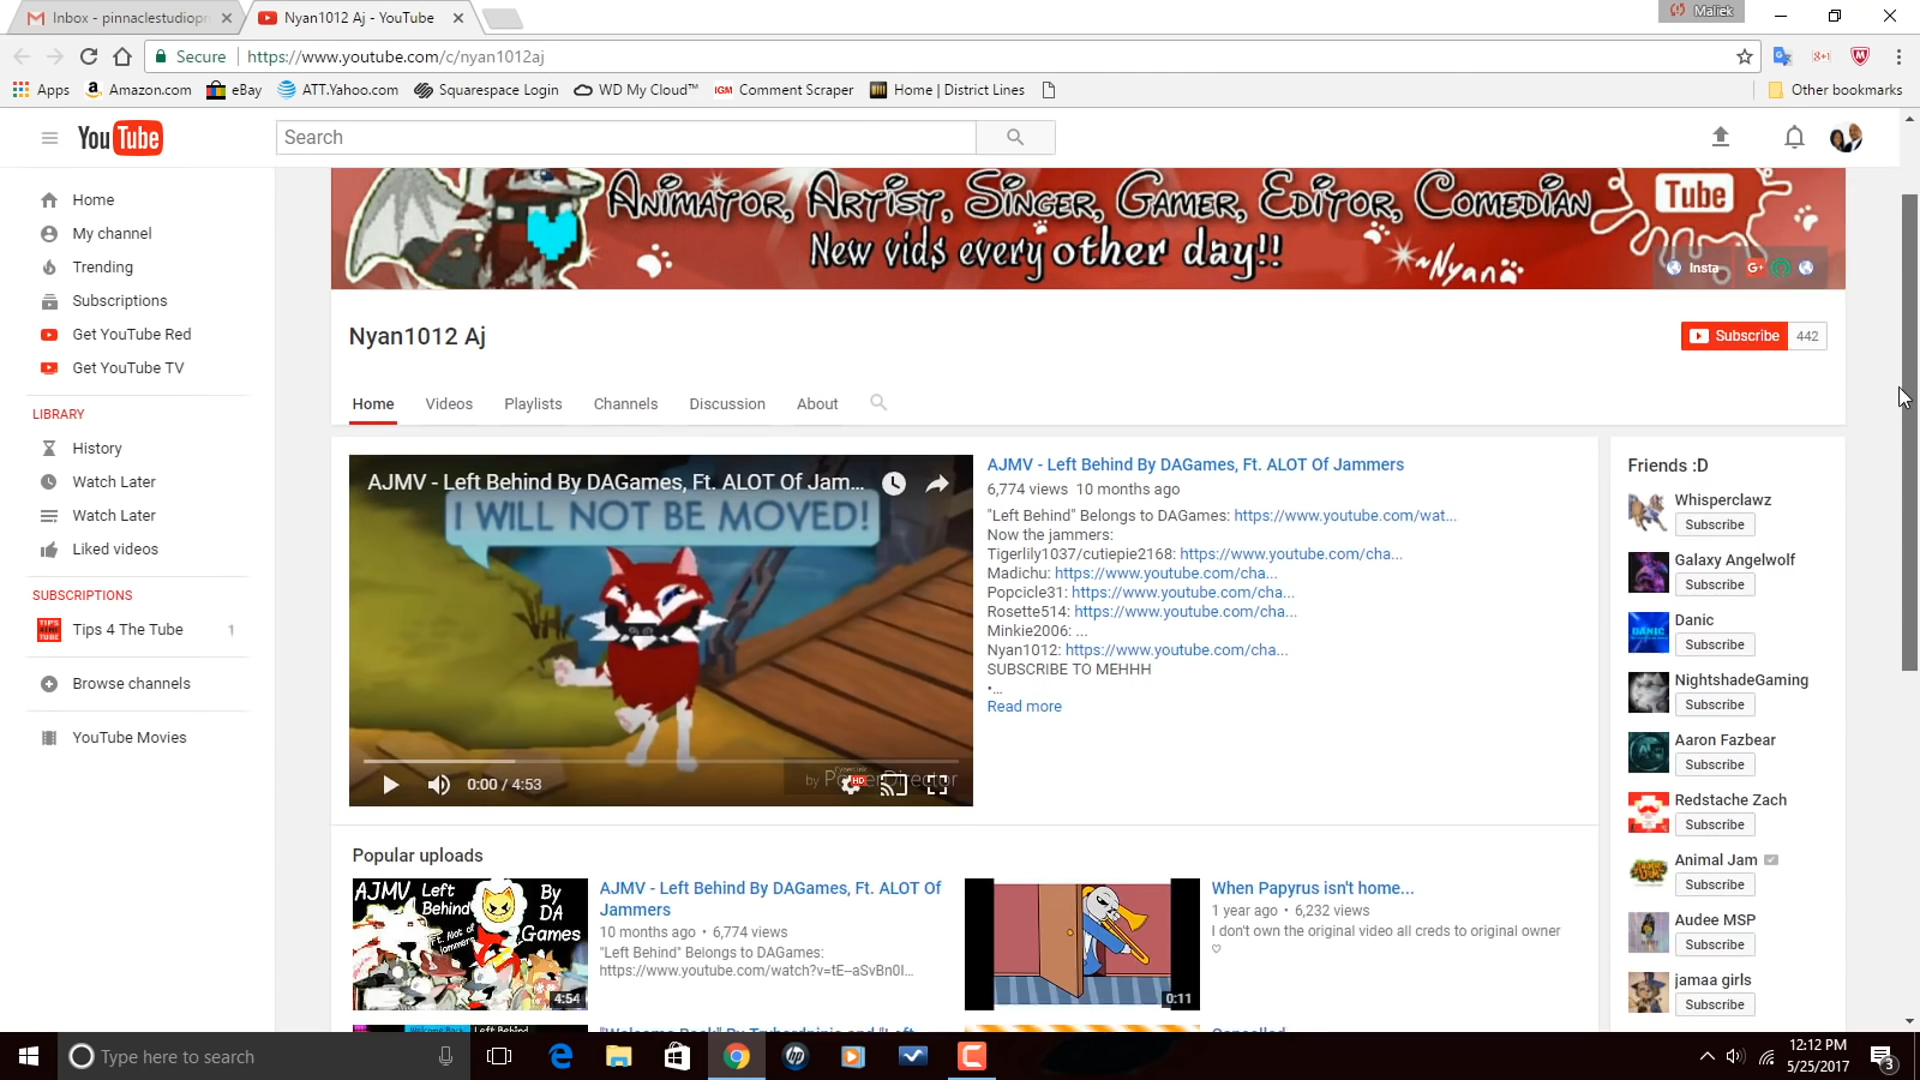 Inbox - pinnaclestudiopr
Nyan1012 Aj - YouTube
Maliek
Secure
https://www.youtube.com/c/nyan1012aj
Apps
Amazon.com
eBay
ATT.Yahoo.com
Squarespace Login
WD My Cloud™
IGM Comment Scraper
Home | District Lines
Other bookmarks
YouTube
Search
Home
My channel
Trending
Subscriptions
Get YouTube Red
Get YouTube TV
LIBRARY
History
Watch Later
Watch Later
Liked videos
SUBSCRIPTIONS
TIPS 4 THE TUBE
Tips 4 The Tube 1
Browse channels
YouTube Movies
Animator, Artist, Singer, Gamer, Editor, Comedian
Tube
New vids every other day!!
~Nyan
Insta G+
Nyan1012 Aj
Subscribe 442
Home Videos Playlists Channels Discussion About
AJMV - Left Behind By DAGames, Ft. ALOT Of Jam...
I WILL NOT BE MOVED!
0:00 / 4:53
by PowerDirector
HD
AJMV - Left Behind By DAGames, Ft. ALOT Of Jammers
6,774 views 10 months ago
"Left Behind" Belongs to DAGames: https://www.youtube.com/wat...
Now the jammers:
Tigerlily1037/cutiepie2168: https://www.youtube.com/cha...
Madichu: https://www.youtube.com/cha...
Popcicle31: https://www.youtube.com/cha...
Rosette514: https://www.youtube.com/cha...
Minkie2006: ...
Nyan1012: https://www.youtube.com/cha...
SUBSCRIBE TO MEHHH
•...
Read more
Popular uploads
AJMV Left Behind By DA Games
Ft. Alot of Jammers
4:54
AJMV - Left Behind By DAGames, Ft. ALOT Of
Jammers
10 months ago • 6,774 views
"Left Behind" Belongs to DAGames:
https://www.youtube.com/watch?v=tE--aSvBn0I...
0:11
When Papyrus isn't home...
1 year ago • 6,232 views
I don't own the original video all creds to original owner
♡
Friends :D
Whisperclawz
Subscribe
Galaxy Angelwolf
Subscribe
DANIC
Danic
Subscribe
NightshadeGaming
Subscribe
Aaron Fazbear
Subscribe
Redstache Zach
Subscribe
Animal Jam
Subscribe
Audee MSP
Subscribe
jamaa girls
Subscribe
Type here to search
12:12 PM
5/25/2017
3